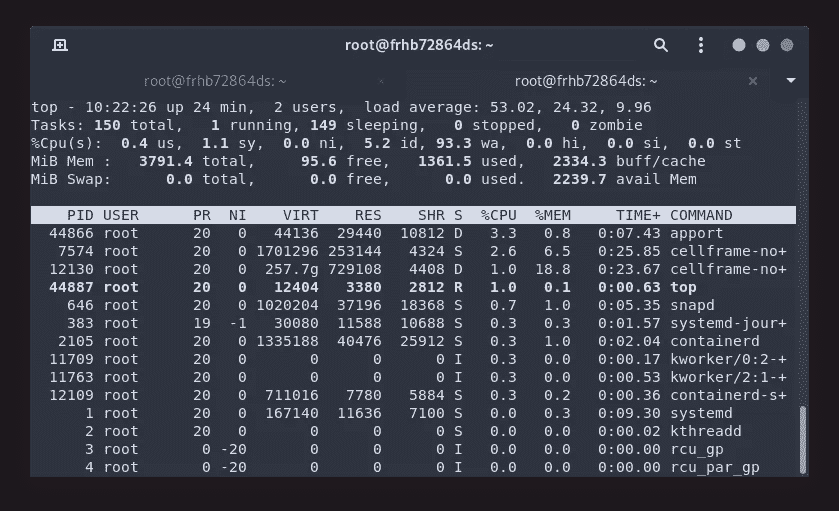 root@frhb72864ds: ~
root@frhb72864ds: ~ root@frhb72864ds: ~
top - 10:22:26 up 24 min,  2 users,  load average: 53.02, 24.32, 9.96
Tasks: 150 total,   1 running, 149 sleeping,   0 stopped,   0 zombie
%Cpu(s):  0.4 us,  1.1 sy,  0.0 ni,  5.2 id, 93.3 wa,  0.0 hi,  0.0 si,  0.0 st
MiB Mem :   3791.4 total,     95.6 free,   1361.5 used,   2334.3 buff/cache
MiB Swap:      0.0 total,      0.0 free,      0.0 used.   2239.7 avail Mem
PID USER      PR  NI    VIRT    RES    SHR S  %CPU  %MEM     TIME+ COMMAND
44866 root      20   0   44136  29440  10812 D   3.3   0.8   0:07.43 apport
7574 root      20   0 1701296 253144   4324 S   2.6   6.5   0:25.85 cellframe-no+
12130 root      20   0  257.7g 729108   4408 D   1.0  18.8   0:23.67 cellframe-no+
44887 root      20   0   12404   3380   2812 R   1.0   0.1   0:00.63 top
646 root      20   0 1020204  37196  18368 S   0.7   1.0   0:05.35 snapd
383 root      19  -1   30080  11588  10688 S   0.3   0.3   0:01.57 systemd-jour+
2105 root      20   0 1335188  40476  25912 S   0.3   1.0   0:02.04 containerd
11709 root      20   0       0      0      0 I   0.3   0.0   0:00.17 kworker/0:2-+
11763 root      20   0       0      0      0 I   0.3   0.0   0:00.53 kworker/2:1-+
12109 root      20   0  711016   7780   5884 S   0.3   0.2   0:00.36 containerd-s+
1 root      20   0  167140  11636   7100 S   0.0   0.3   0:09.30 systemd
2 root      20   0       0      0      0 S   0.0   0.0   0:00.02 kthreadd
3 root       0 -20       0      0      0 I   0.0   0.0   0:00.00 rcu_gp
4 root       0 -20       0      0      0 I   0.0   0.0   0:00.00 rcu_par_gp